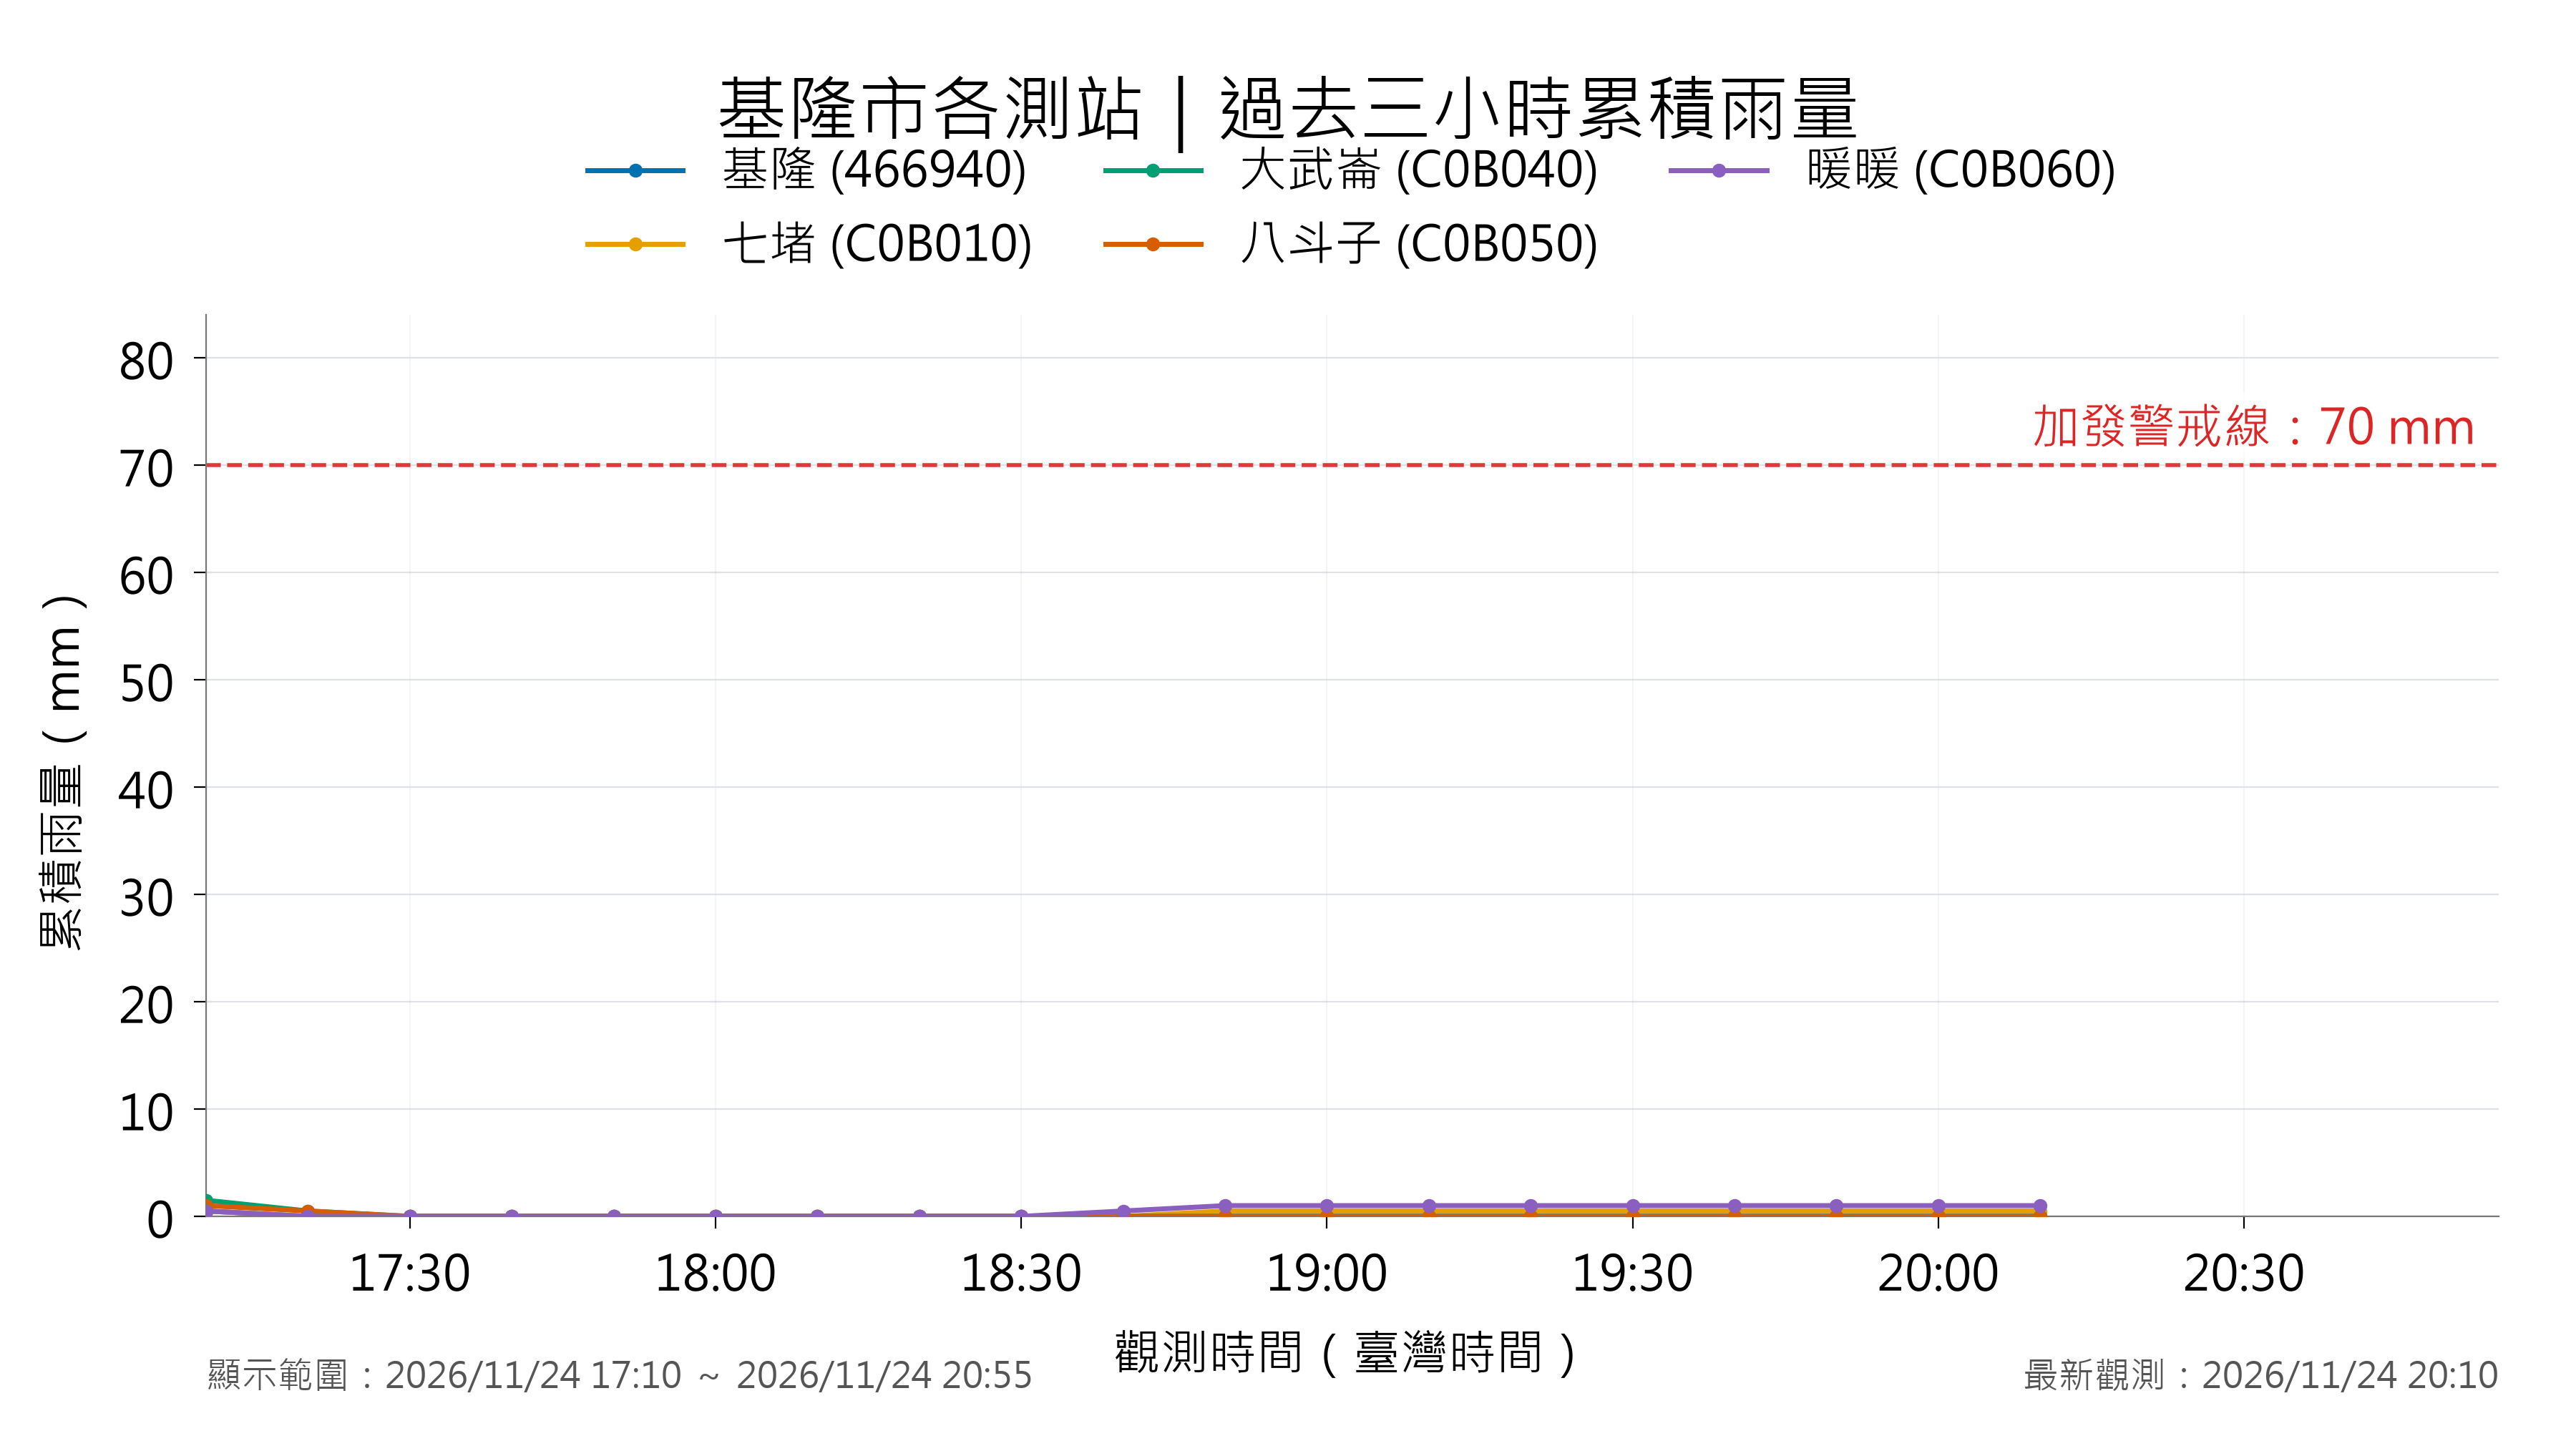 基隆市各測站｜過去三小時累積雨量
基隆 (466940)
大武崙 (C0B040)
暖暖 (C0B060)
七堵 (C0B010)
八斗子 (C0B050)
加發警戒線：70 mm
累積雨量（mm）
80
70
60
50
40
30
20
10
0
17:30
18:00
18:30
19:00
19:30
20:00
20:30
觀測時間（臺灣時間）
顯示範圍：2026/11/24 17:10 ~ 2026/11/24 20:55
最新觀測：2026/11/24 20:10